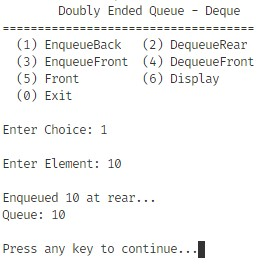 Doubly Ended Queue - Deque
==================================
(1) EnqueueBack (2) DequeueRear
(3) EnqueueFront (4) DequeueFront
(5) Front (6) Display
(0) Exit
Enter Choice: 1
Enter Element: 10
Enqueued 10 at rear...
Queue: 10
Press any key to continue...